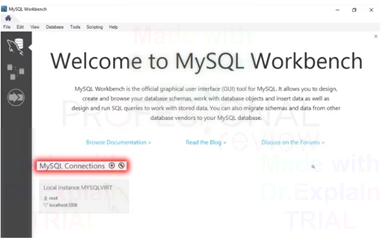 MySQL Workbench
File Edit View Database Tools Scripting Help
Welcome to MySQL Workbench
MySQL Workbench is the official graphical user interface (GUI) tool for MySQL. It allows you to design,
create and browse your database schemas, work with database objects and insert data as well as
design and run SQL queries to work with stored data. You can also migrate schemas and data from other
database vendors to your MySQL database.
Browse Documentation > Read the Blog > Discuss on the Forums >
MySQL Connections
Local instance MYSQLVIRT
root
localhost:3306
Made with
Dr.Explain
TRIAL
TRIAL